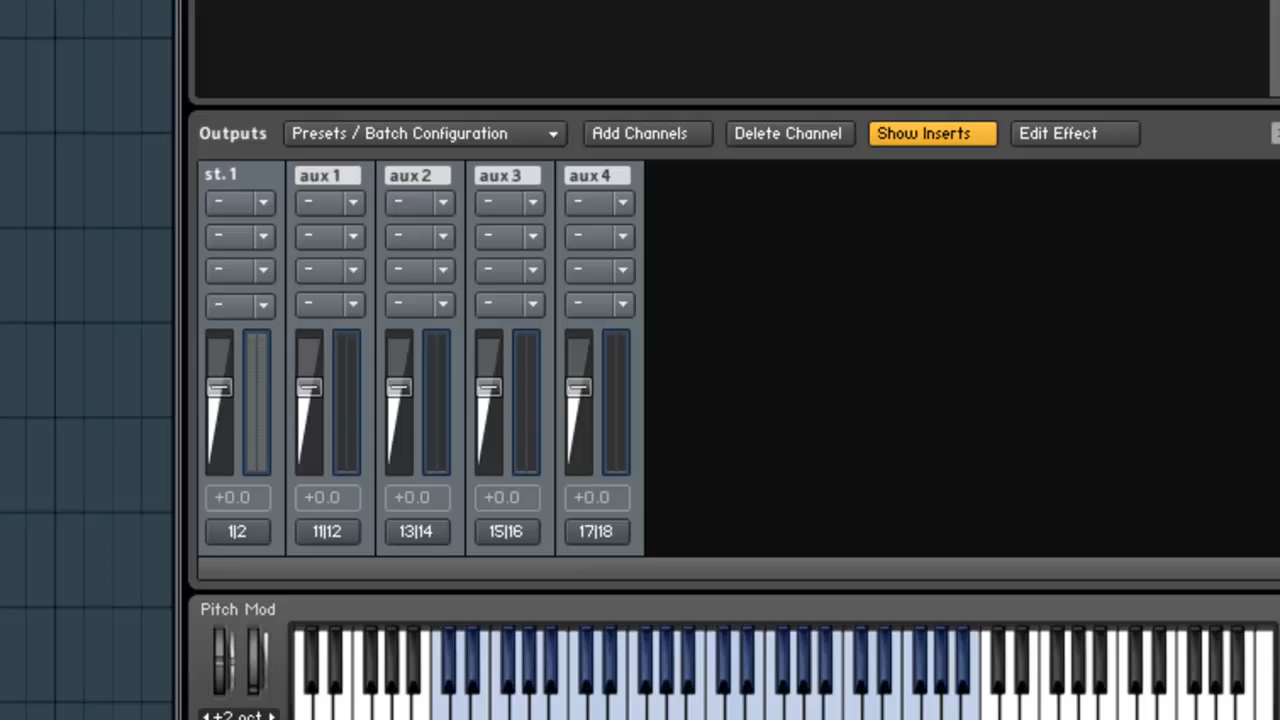 Outputs Presets / Batch Configuration Add Channels Delete Channel Show Inserts Edit Effect
st.1 aux 1 aux 2 aux 3 aux 4
- - - - -
- - - - -
- - - - -
- - - - -
+0.0 +0.0 +0.0 +0.0 +0.0
1|2 11|12 13|14 15|16 17|18
Pitch Mod
+2 oct